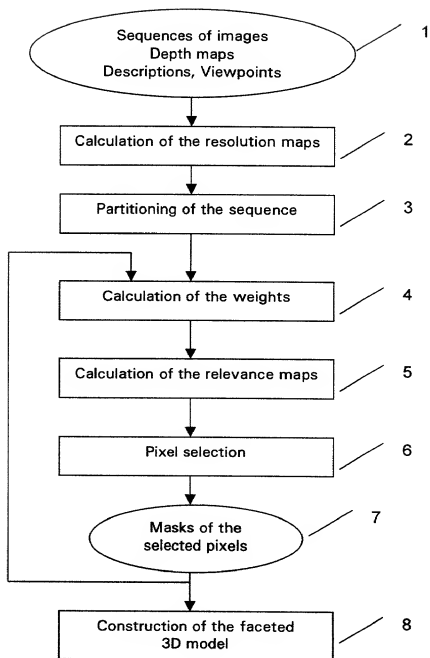 Sequences of images
Depth maps
Descriptions, Viewpoints
1
Calculation of the resolution maps
2
Partitioning of the sequence
3
Calculation of the weights
4
Calculation of the relevance maps
5
Pixel selection
6
Masks of the
selected pixels
7
Construction of the faceted
3D model
8